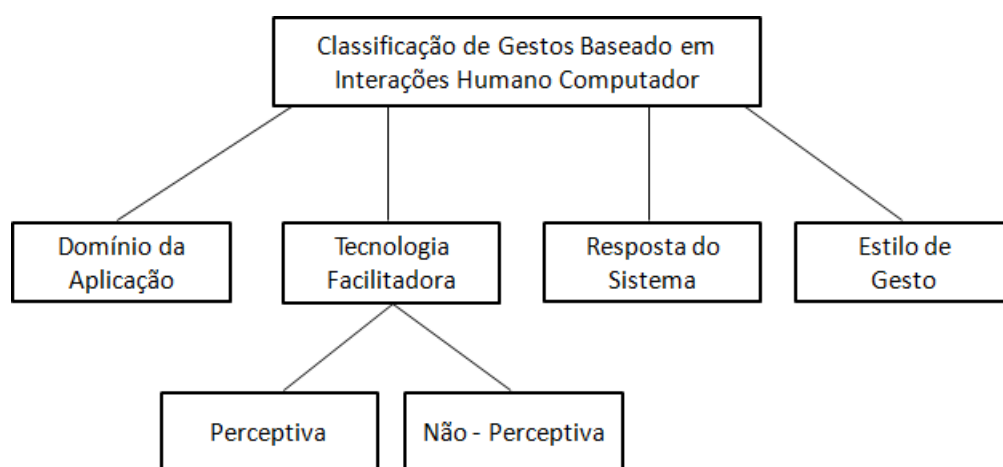 Classificação de Gestos Baseado em
Interações Humano Computador
Domínio da
Aplicação
Tecnologia
Facilitadora
Resposta do
Sistema
Estilo de
Gesto
Perceptiva
Não - Perceptiva